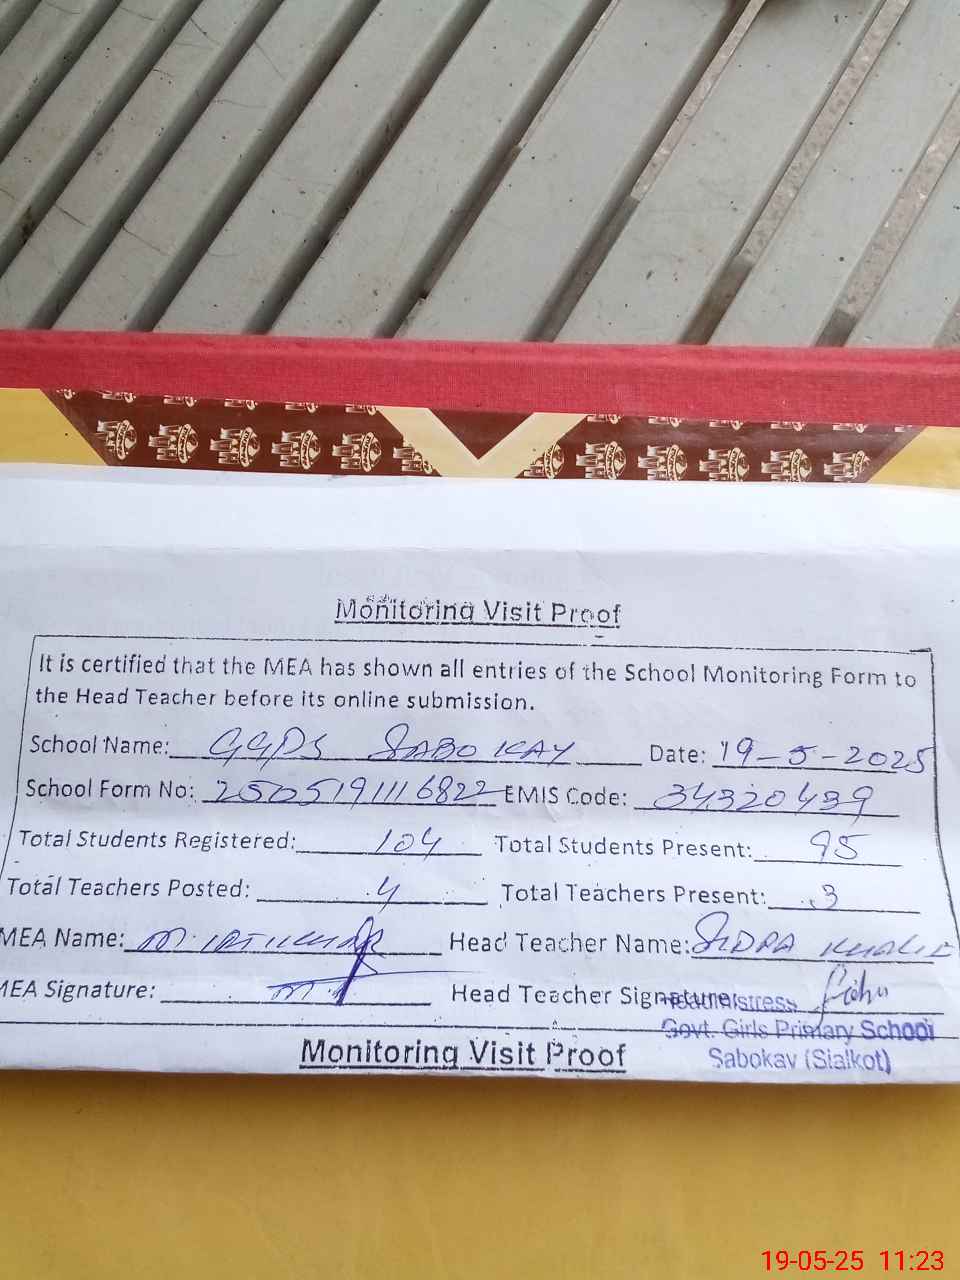 Monitoring Visit Proof
It is certified that the MEA has shown all entries of the School Monitoring Form to
the Head Teacher before its online submission.
School Name: GGPS SABO KAY Date: 19-5-2025
School Form No: 2505191116822 EMIS Code: 34320439
Total Students Registered: 104 Total Students Present: 95
Total Teachers Posted: 4 Total Teachers Present: 3
MEA Name: Head Teacher Name: SIDRA
MEA Signature: Head Teacher Signature:
Headmistress
Govt. Girls Primary School
Sabokay (Sialkot)
Monitoring Visit Proof
19-05-25 11:23